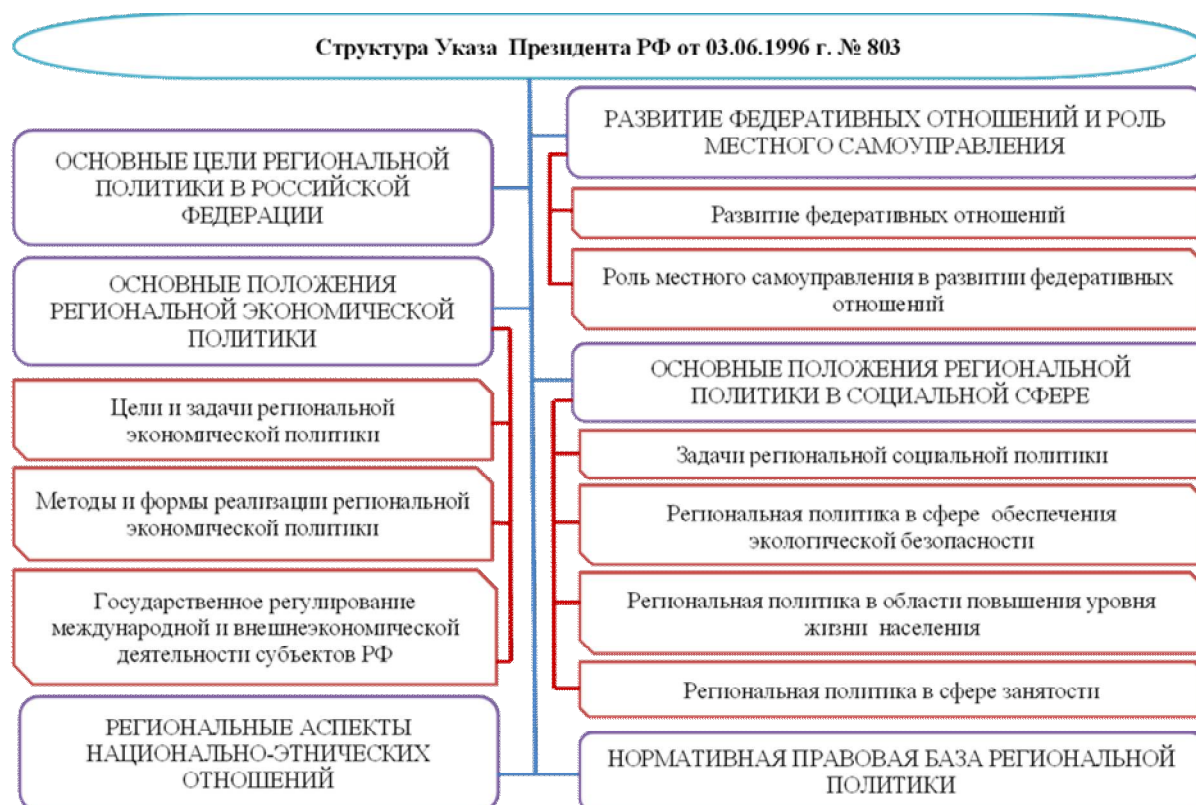 Структура Указа Президента РФ от 03.06.1996 г. № 803
ОСНОВНЫЕ ЦЕЛИ РЕГИОНАЛЬНОЙ
ПОЛИТИКИ В РОССИЙСКОЙ
ФЕДЕРАЦИИ
ОСНОВНЫЕ ПОЛОЖЕНИЯ
РЕГИОНАЛЬНОЙ ЭКОНОМИЧЕСКОЙ
ПОЛИТИКИ
Цели и задачи региональной
экономической политики
Методы и формы реализации региональной
экономической политики
Государственное регулирование
международной и внешнеэкономической
деятельности субъектов РФ
РЕГИОНАЛЬНЫЕ АСПЕКТЫ
НАЦИОНАЛЬНО-ЭТНИЧЕСКИХ
ОТНОШЕНИЙ
РАЗВИТИЕ ФЕДЕРАТИВНЫХ ОТНОШЕНИЙ И РОЛЬ
МЕСТНОГО САМОУПРАВЛЕНИЯ
Развитие федеративных отношений
Роль местного самоуправления в развитии федеративных
отношений
ОСНОВНЫЕ ПОЛОЖЕНИЯ РЕГИОНАЛЬНОЙ
ПОЛИТИКИ В СОЦИАЛЬНОЙ СФЕРЕ
Задачи региональной социальной политики
Региональная политика в сфере обеспечения
экологической безопасности
Региональная политика в области повышения уровня
жизни населения
Региональная политика в сфере занятости
НОРМАТИВНАЯ ПРАВОВАЯ БАЗА РЕГИОНАЛЬНОЙ
ПОЛИТИКИ